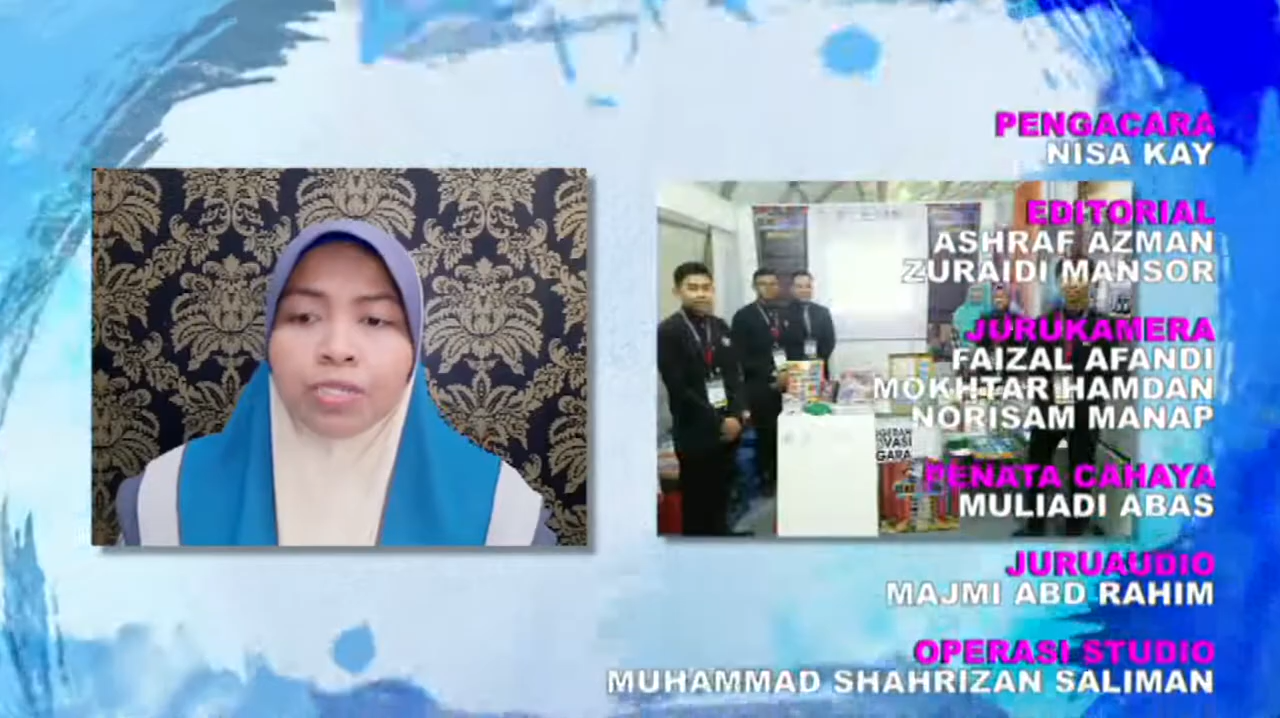 PENGACARA
NISA KAY
EDITORIAL
ASHRAF AZMAN
ZURAIDI MANSOR
JURUKAMERA
FAIZAL AFANDI
MOKHTAR HAMDAN
NORISAM MANAP
PENATA CAHAYA
MULIADI ABAS
JURUAUDIO
MAJMI ABD RAHIM
OPERASI STUDIO
MUHAMMAD SHAHRIZAN SALIMAN